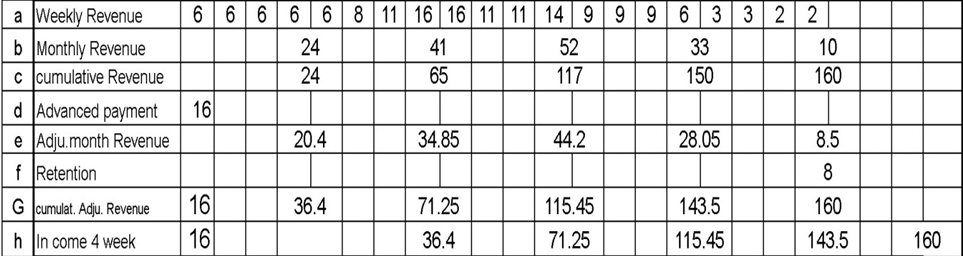 a Weekly Revenue 6 6 6 6 6 8 11 16 16 11 11 14 9 9 9 6 3 3 2 2
b Monthly Revenue 24 41 52 33 10
c cumulative Revenue 24 65 117 150 160
d Advanced payment 16
e Adju.month Revenue 20.4 34.85 44.2 28.05 8.5
f Retention 8
G cumulat. Adju. Revenue 16 36.4 71.25 115.45 143.5 160
h In come 4 week 16 36.4 71.25 115.45 143.5 160